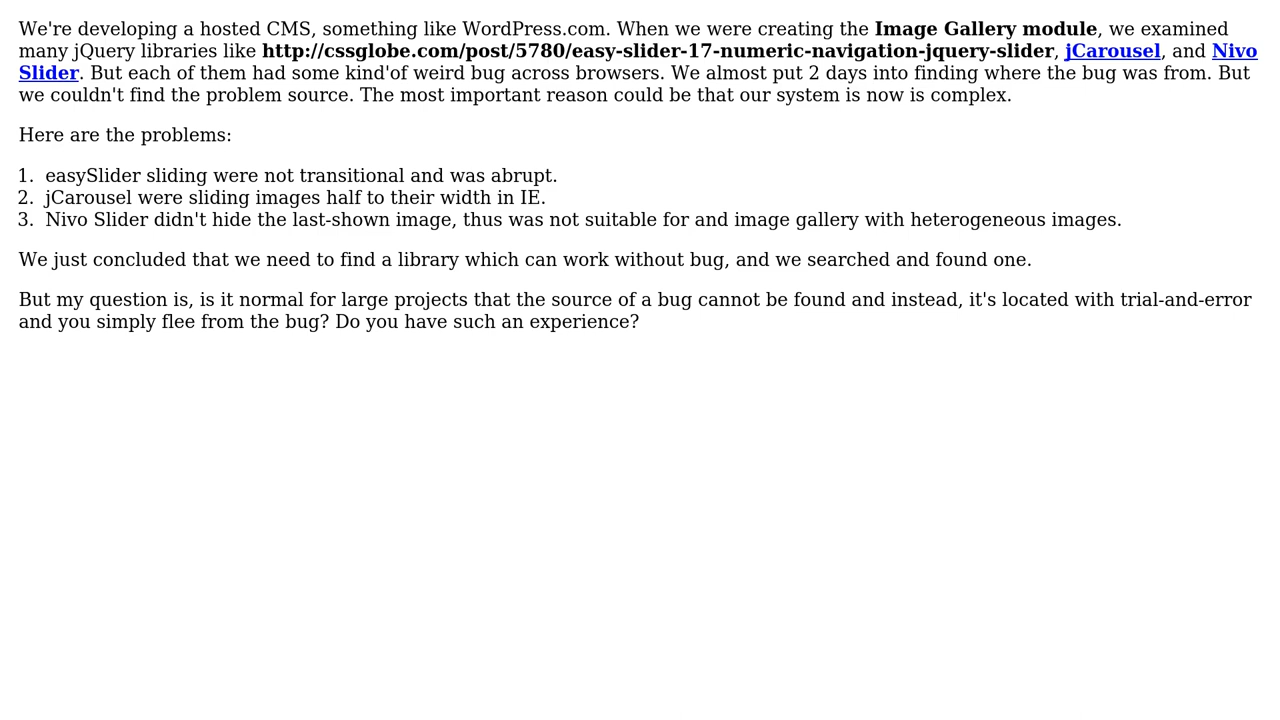 We're developing a hosted CMS, something like WordPress.com. When we were creating the Image Gallery module, we examined
many jQuery libraries like http://cssglobe.com/post/5780/easy-slider-17-numeric-navigation-jquery-slider, jCarousel, and Nivo
Slider. But each of them had some kind'of weird bug across browsers. We almost put 2 days into finding where the bug was from. But
we couldn't find the problem source. The most important reason could be that our system is now is complex.
Here are the problems:
1. easySlider sliding were not transitional and was abrupt.
2. jCarousel were sliding images half to their width in IE.
3. Nivo Slider didn't hide the last-shown image, thus was not suitable for and image gallery with heterogeneous images.
We just concluded that we need to find a library which can work without bug, and we searched and found one.
But my question is, is it normal for large projects that the source of a bug cannot be found and instead, it's located with trial-and-error
and you simply flee from the bug? Do you have such an experience?